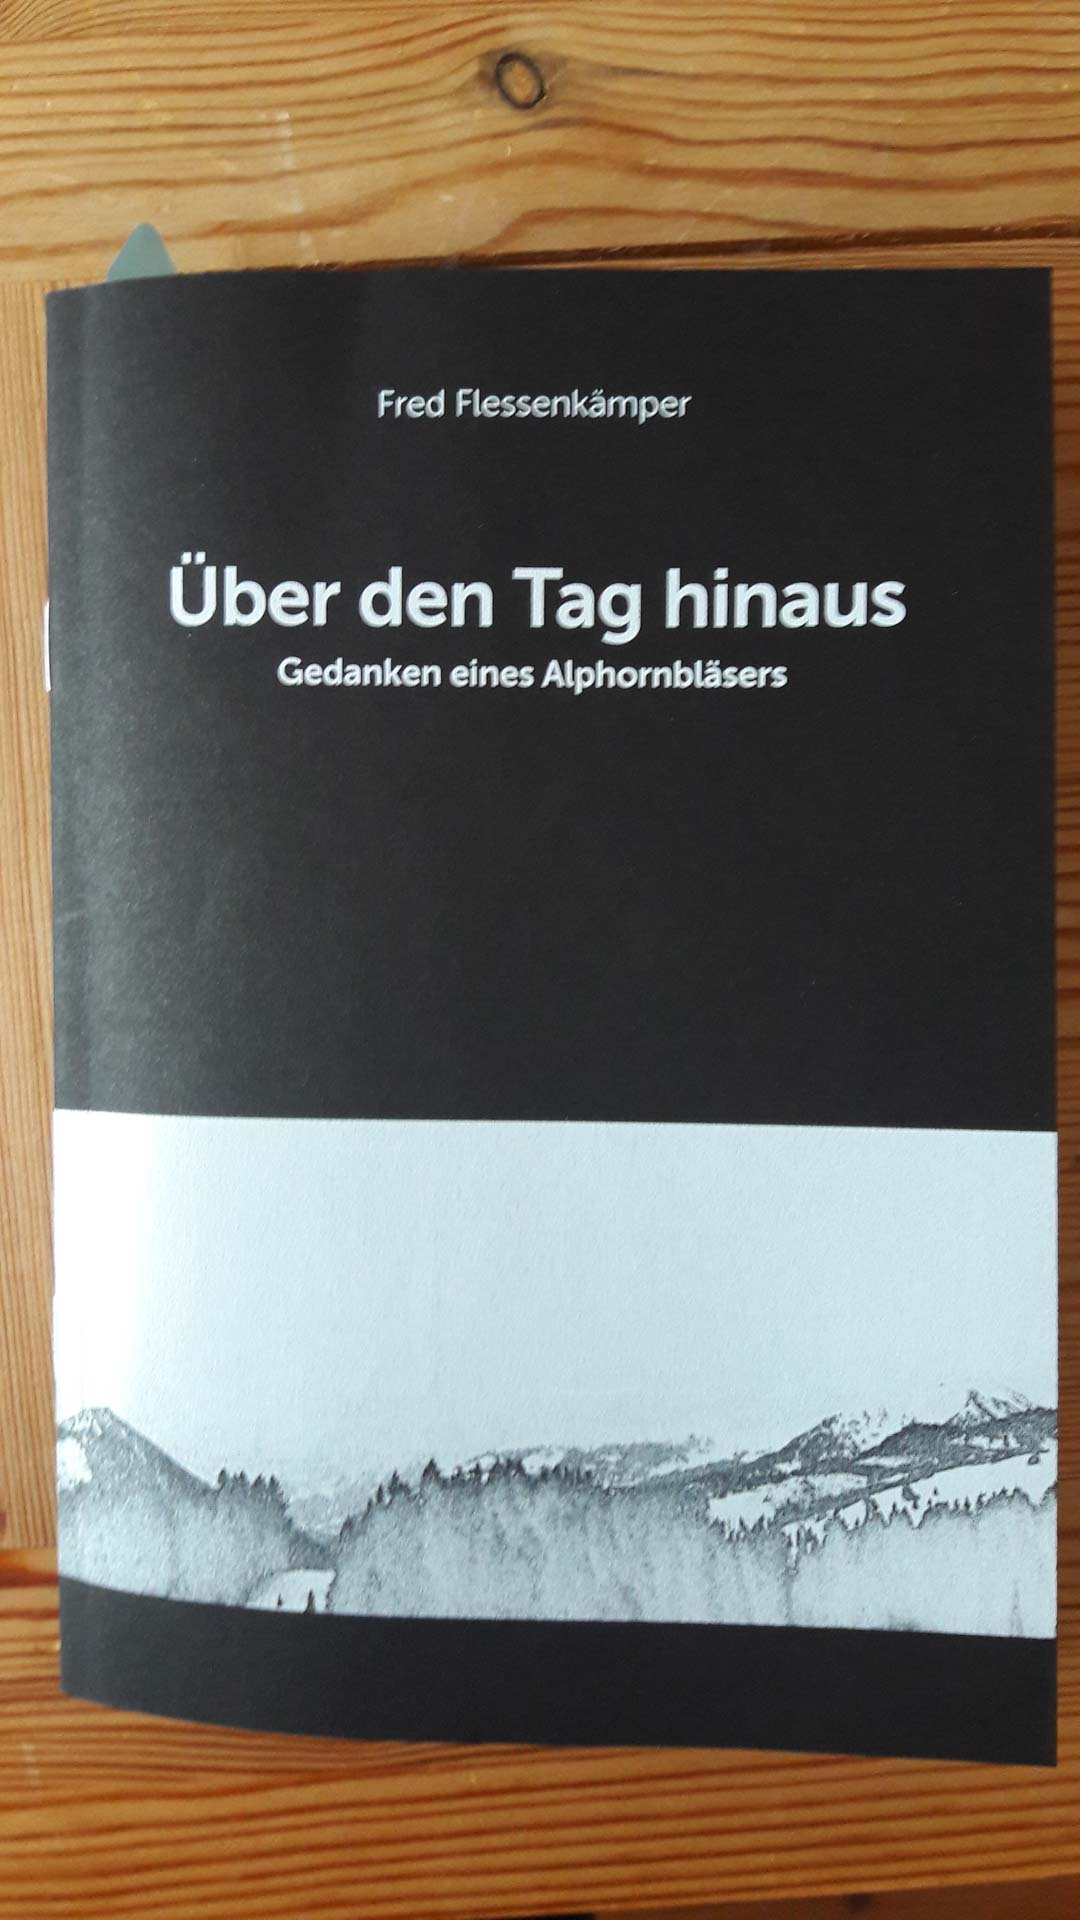 Fred Flessenkämper
Über den Tag hinaus
Gedanken eines Alphornbläsers